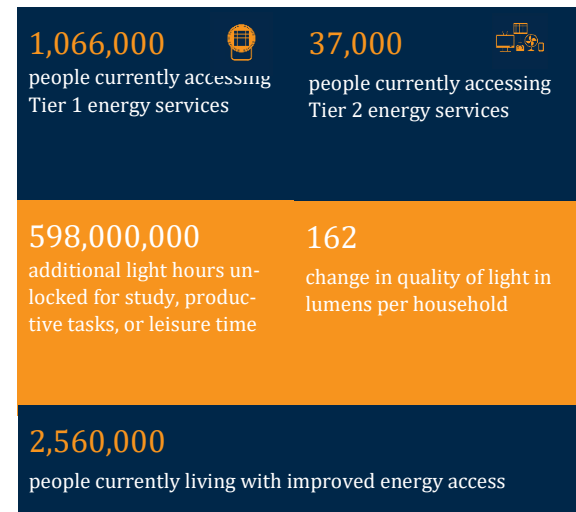 1,066,000
people currently accessing
Tier 1 energy services
37,000
people currently accessing
Tier 2 energy services
598,000,000
additional light hours un-
locked for study, produc-
tive tasks, or leisure time
162
change in quality of light in
lumens per household
2,560,000
people currently living with improved energy access